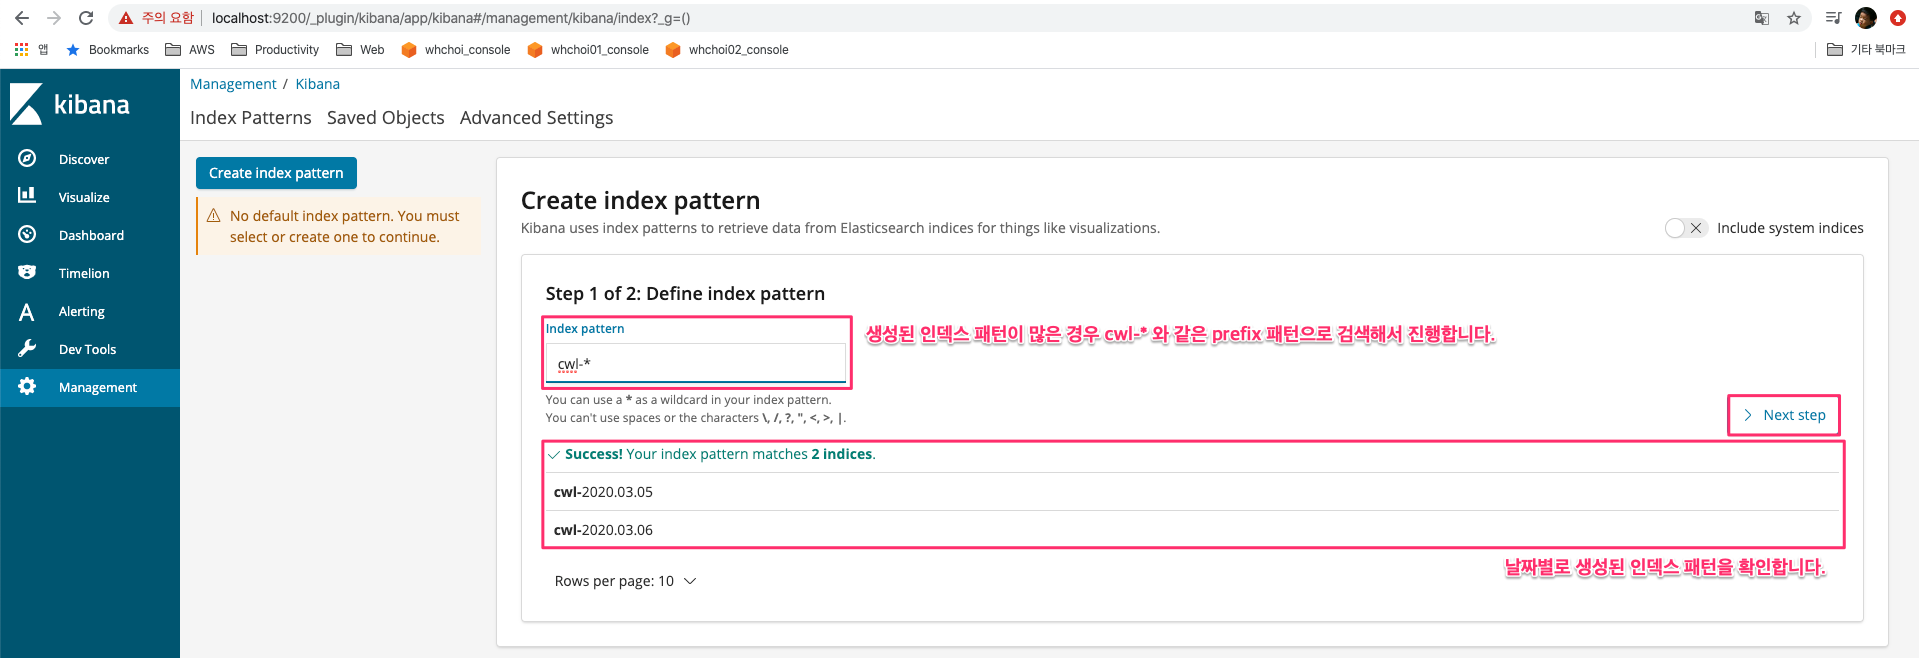 주의 요함
localhost:9200/_plugin/kibana/app/kibana#/management/kibana/index?_g=()
앱
Bookmarks
AWS
Productivity
Web
whchoi_console
whchoi01_console
whchoi02_console
기타 북마크
kibana
Discover
Visualize
Dashboard
Timelion
Alerting
Dev Tools
Management
Management / Kibana
Index Patterns Saved Objects Advanced Settings
Create index pattern
No default index pattern. You must
select or create one to continue.
Create index pattern
Kibana uses index patterns to retrieve data from Elasticsearch indices for things like visualizations.
Include system indices
Step 1 of 2: Define index pattern
Index pattern
생성된 인덱스 패턴이 많은 경우 cwl-* 와 같은 prefix 패턴으로 검색해서 진행합니다.
cwl-*
You can use a * as a wildcard in your index pattern.
You can't use spaces or the characters \, /, ?, ", <, >, |.
Next step
Success! Your index pattern matches 2 indices.
cwl-2020.03.05
cwl-2020.03.06
날짜별로 생성된 인덱스 패턴을 확인합니다.
Rows per page: 10